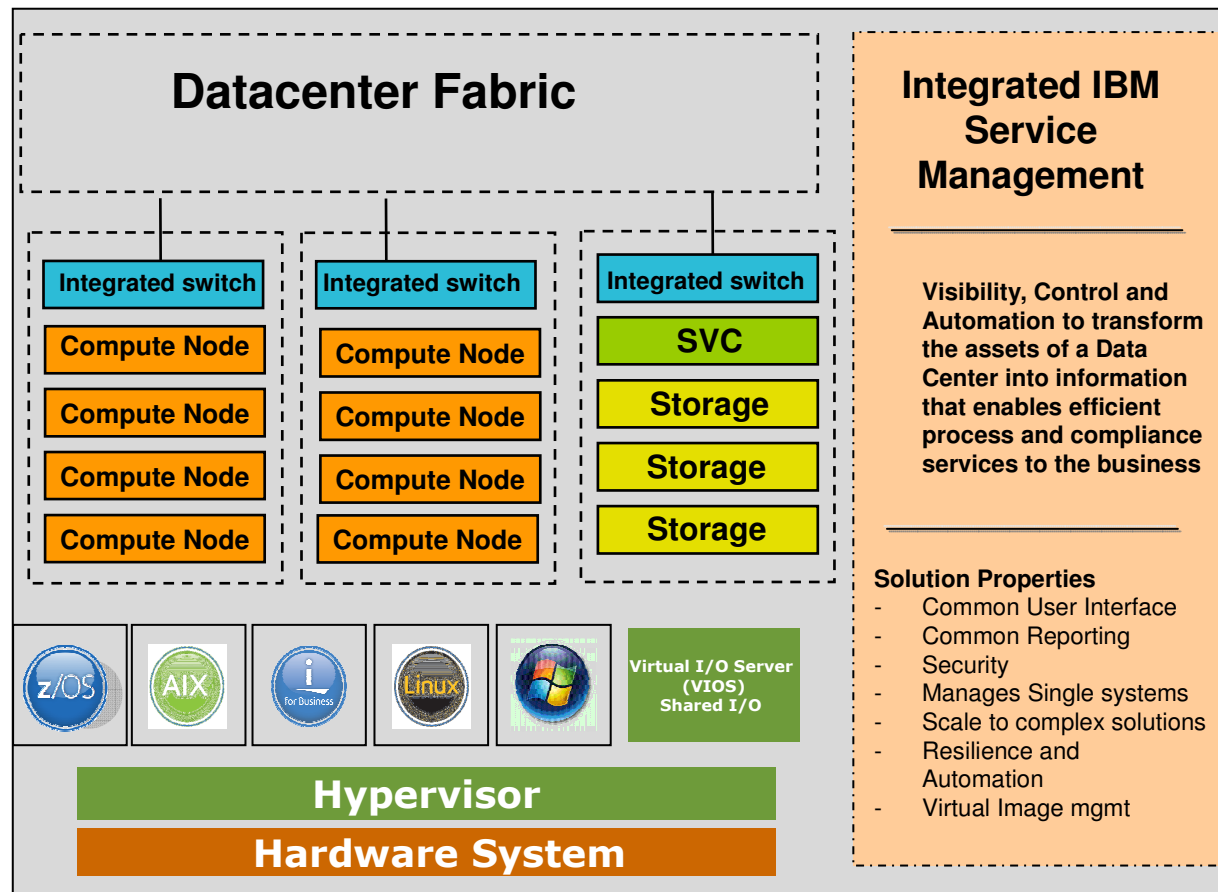 Datacenter Fabric
Integrated switch
Compute Node
Compute Node
Compute Node
Compute Node
Integrated switch
Compute Node
Compute Node
Compute Node
Compute Node
Integrated switch
SVC
Storage
Storage
Storage
z/OS
AIX
i
for Business
Linux
Virtual I/O Server
(VIOS)
Shared I/O
Hypervisor
Hardware System
Integrated IBM
Service
Management
Visibility, Control and
Automation to transform
the assets of a Data
Center into information
that enables efficient
process and compliance
services to the business
Solution Properties
- Common User Interface
- Common Reporting
- Security
- Manages Single systems
- Scale to complex solutions
- Resilience and
Automation
- Virtual Image mgmt